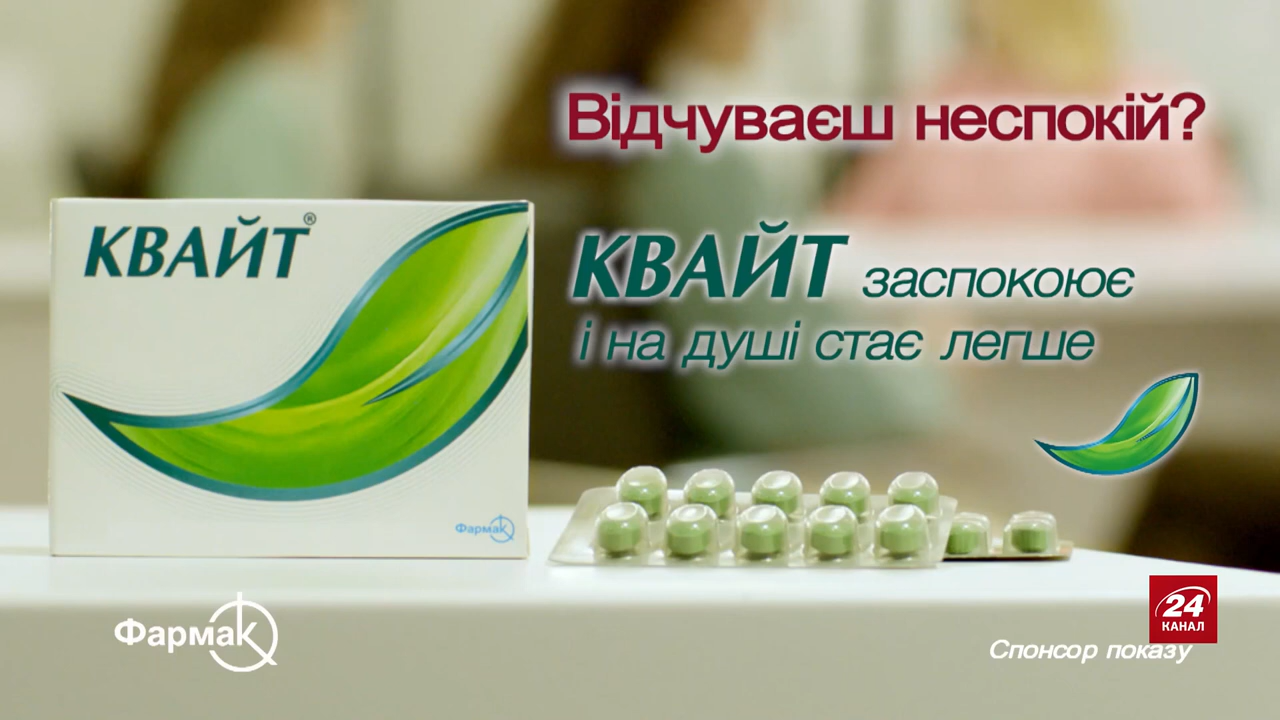 Відчуваєш неспокій?
КВАЙТ®
КВАЙТ заспокоює
і на душі стає легше
Фармак
Фармак
24
КАНАЛ
Спонсор показу